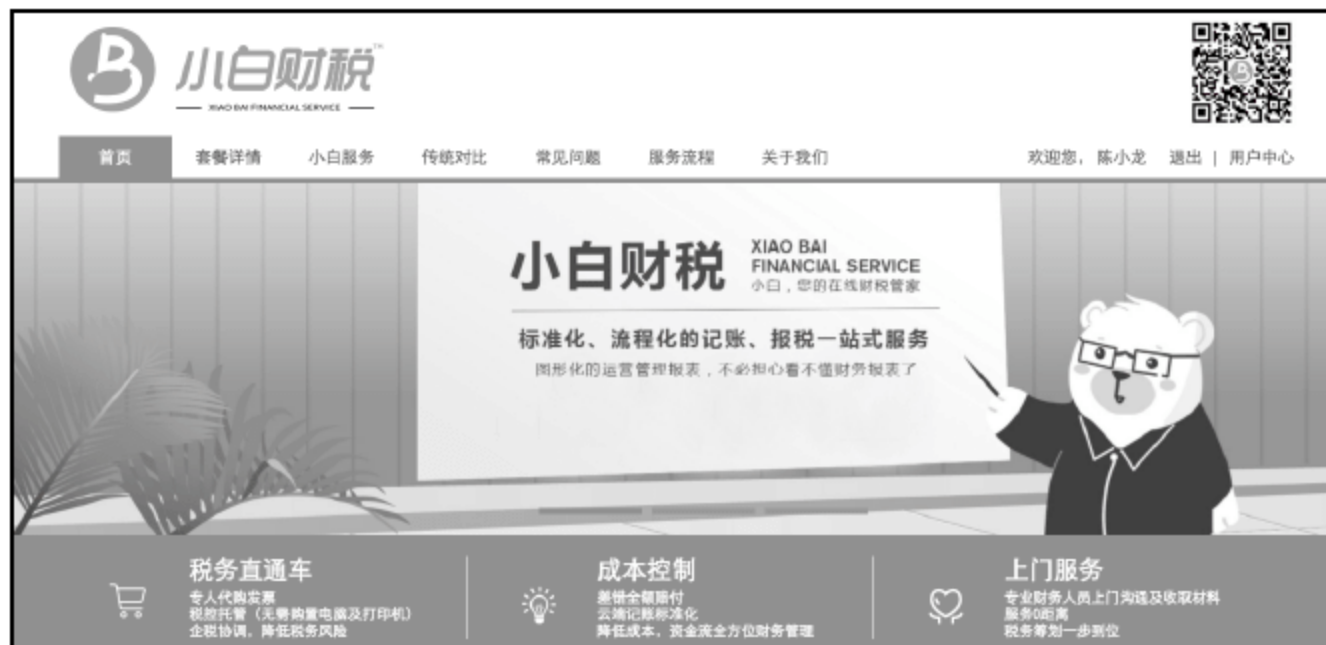 小白财税™
XIAO BAI FINANCIAL SERVICE
首页 套餐详情 小白服务 传统对比 常见问题 服务流程 关于我们 欢迎您，陈小龙 退出 | 用户中心
小白财税
XIAO BAI
FINANCIAL SERVICE
小白，您的在线财税管家
标准化、流程化的记账、报税一站式服务
图形化的运营管理报表，不必担心看不懂财务报表了
税务直通车
专人代购发票
税控托管（无需购置电脑及打印机）
企税协调，降低税务风险
成本控制
差错全额赔付
云端记账标准化
降低成本，资金流全方位财务管理
上门服务
专业财务人员上门沟通及收取材料
服务0距离
税务筹划一步到位